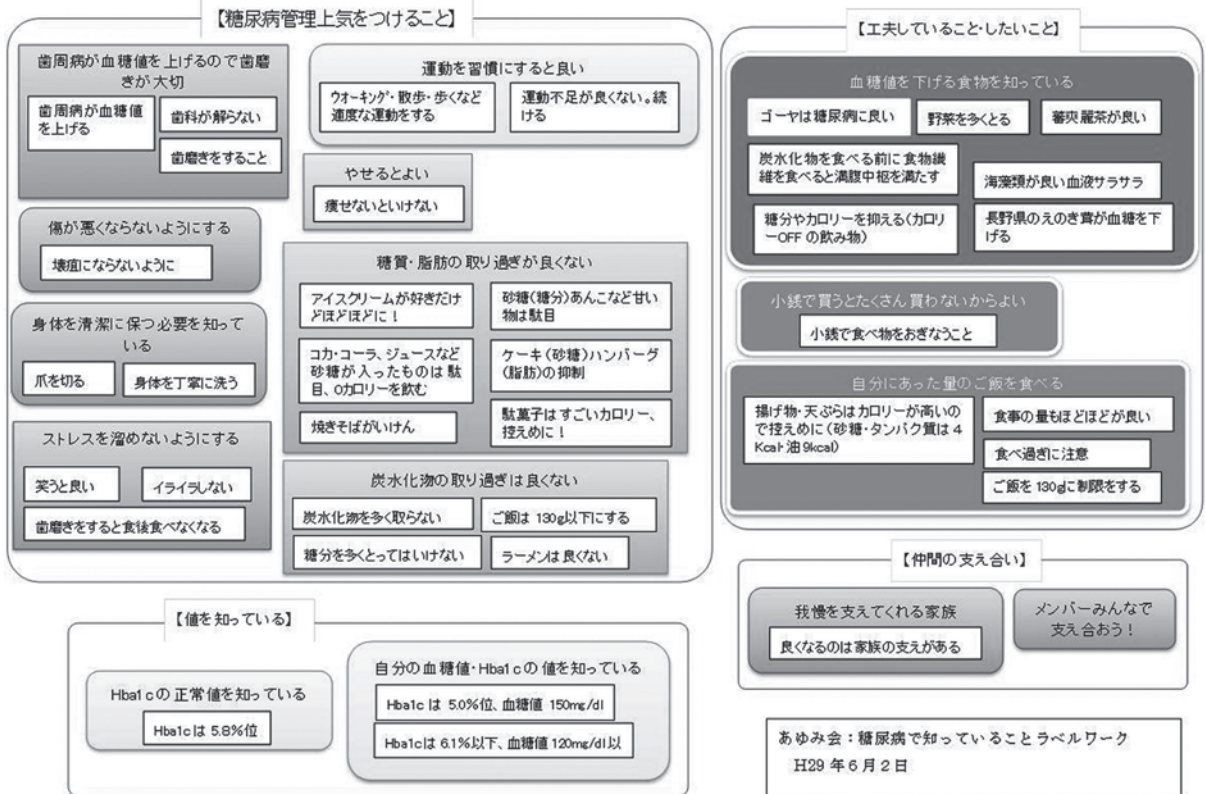 【糖尿病管理上気をつけること】
歯周病が血糖値を上げるので歯磨
きが大切
歯周病が血糖値
を上げる
歯科が解らない
歯磨きをすること
運動を習慣にすると良い
ウオーキング・散歩・歩くなど
適度な運動をする
運動不足が良くない。続
ける
やせるとよい
痩せないといけない
傷が悪くならないようにする
壊疽にならないように
身体を清潔に保つ必要を知って
いる
爪を切る
身体を丁寧に洗う
ストレスを溜めないようにする
笑うと良い
イライラしない
歯磨きをすると食後食べなくなる
糖質・脂肪の取り過ぎが良くない
アイスクリームが好きだけ
どほどほどに！
砂糖(糖分)あんこなど甘い
物は駄目
コカ・コーラ、ジュースなど
砂糖が入ったものは駄
目、0カロリーを飲む
ケーキ(砂糖)ハンバーグ
(脂肪)の抑制
焼きそばがいけん
駄菓子はすごいカロリー、
控えめに！
炭水化物の取り過ぎは良くない
炭水化物を多く取らない
ご飯は 130g以下にする
糖分を多くとってはいけない
ラーメンは良くない
【工夫していること・したいこと】
血糖値を下げる食物を知っている
ゴーヤは糖尿病に良い
野菜を多くとる
蕃爽麗茶が良い
炭水化物を食べる前に食物繊
維を食べると満腹中枢を満たす
海藻類が良い血液サラサラ
糖分やカロリーを抑える(カロリ
ーOFF の飲み物)
長野県のえのき茸が血糖を下
げる
小銭で買うとたくさん買わないからよい
小銭で食べ物をおぎなうこと
自分にあった量のご飯を食べる
揚げ物・天ぷらはカロリーが高いの
で控えめに(砂糖・タンパク質は 4
Kcal・油 9kcal)
食事の量もほどほどが良い
食べ過ぎに注意
ご飯を 130gに制限をする
【仲間の支え合い】
我慢を支えてくれる家族
良くなるのは家族の支えがある
メンバーみんなで
支え合おう！
【値を知っている】
Hba1cの正常値を知っている
Hba1cは 5.8%位
自分の血糖値・Hba1cの値を知っている
Hba1c は 5.0%位、血糖値 150mg/dl
Hba1cは 6.1%以下、血糖値 120mg/dl以
あゆみ会：糖尿病で知っていることラベルワーク
H29 年６月２日